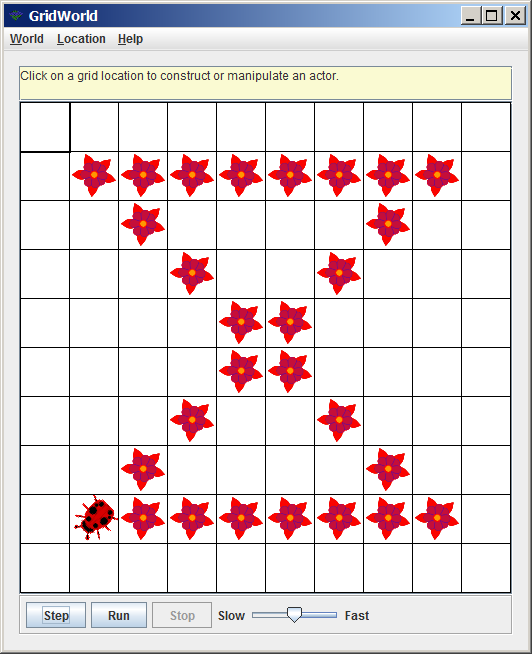 GridWorld
World Location Help
Click on a grid location to construct or manipulate an actor.
Step Run Stop Slow Fast